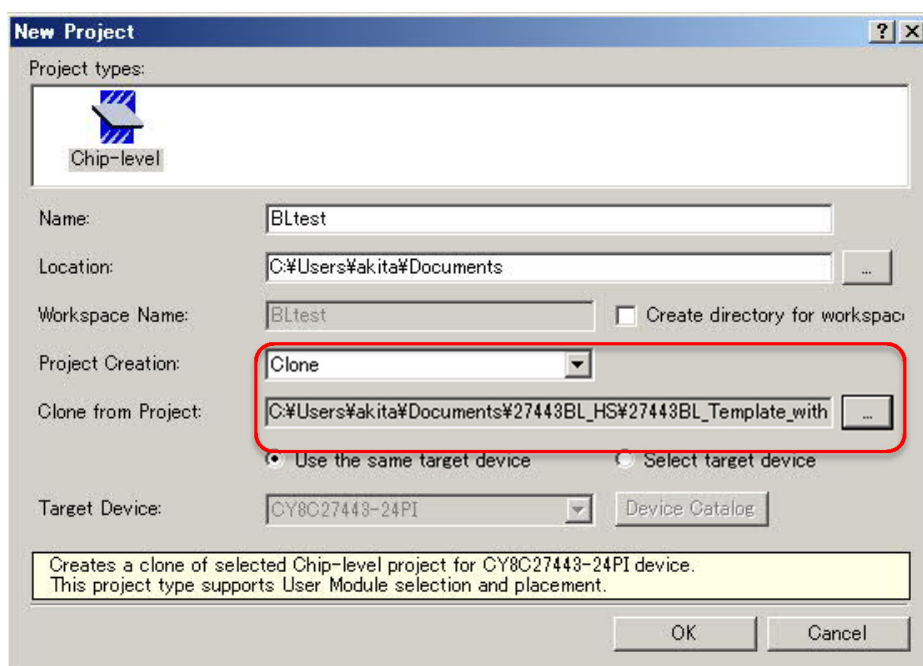 New Project
Project types:
Chip-level
Name: BLtest
Location: C:¥Users¥akita¥Documents ...
Workspace Name: BLtest Create directory for workspac
Project Creation: Clone
Clone from Project: C:¥Users¥akita¥Documents¥27443BL_HS¥27443BL_Template_with ...
Use the same target device Select target device
Target Device: CY8C27443-24PI Device Catalog
Creates a clone of selected Chip-level project for CY8C27443-24PI device.
This project type supports User Module selection and placement.
OK Cancel